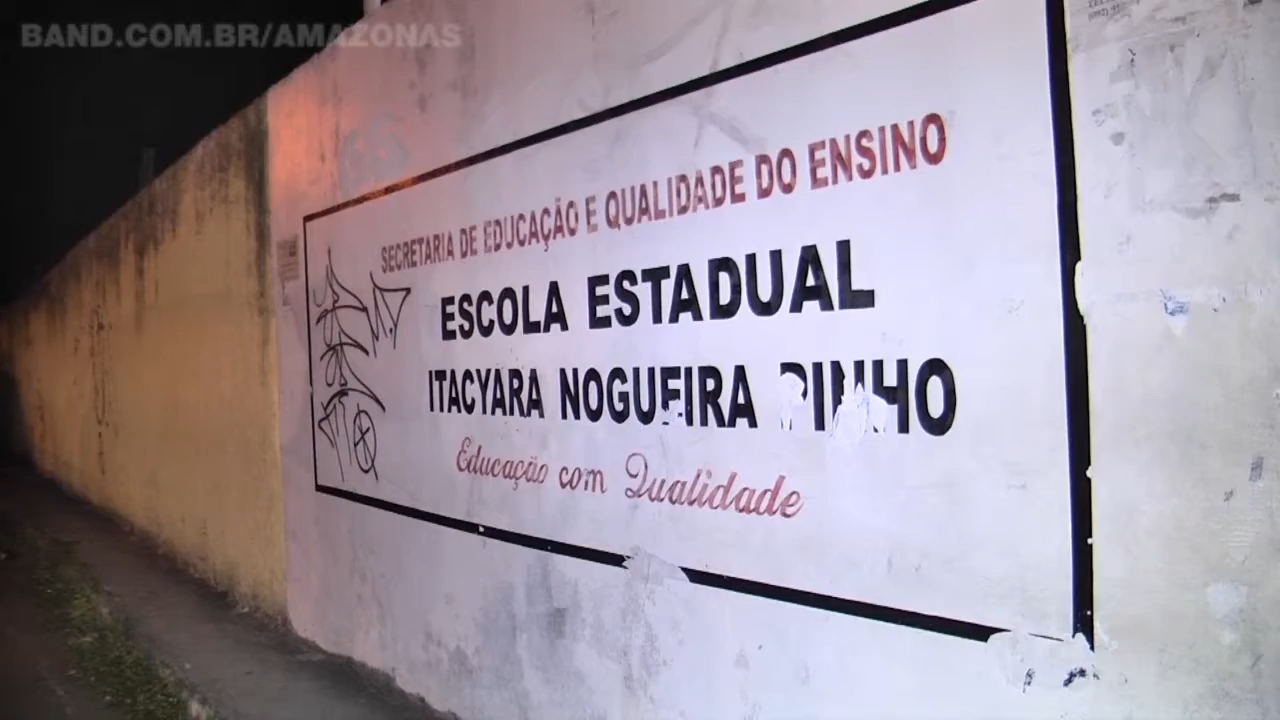 BAND.COM.BR/AMAZONAS
SECRETARIA DE EDUCAÇÃO E QUALIDADE DO ENSINO
ESCOLA ESTADUAL
ITACYARA NOGUEIRA PINHO
Educação com Qualidade